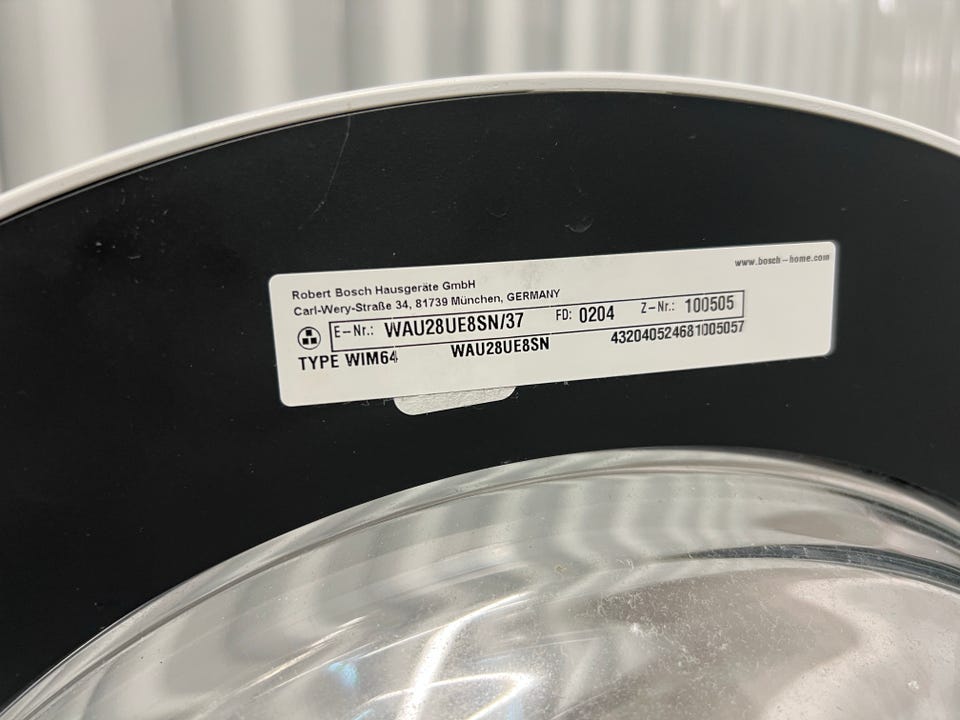 www.bosch-home.com
Robert Bosch Hausgeräte GmbH
Carl-Wery-Straße 34, 81739 München, GERMANY
E-Nr.: WAU28UE8SN/37 FD: 0204 Z-Nr.: 100505
TYPE WIM64 WAU28UE8SN 432040524681005057